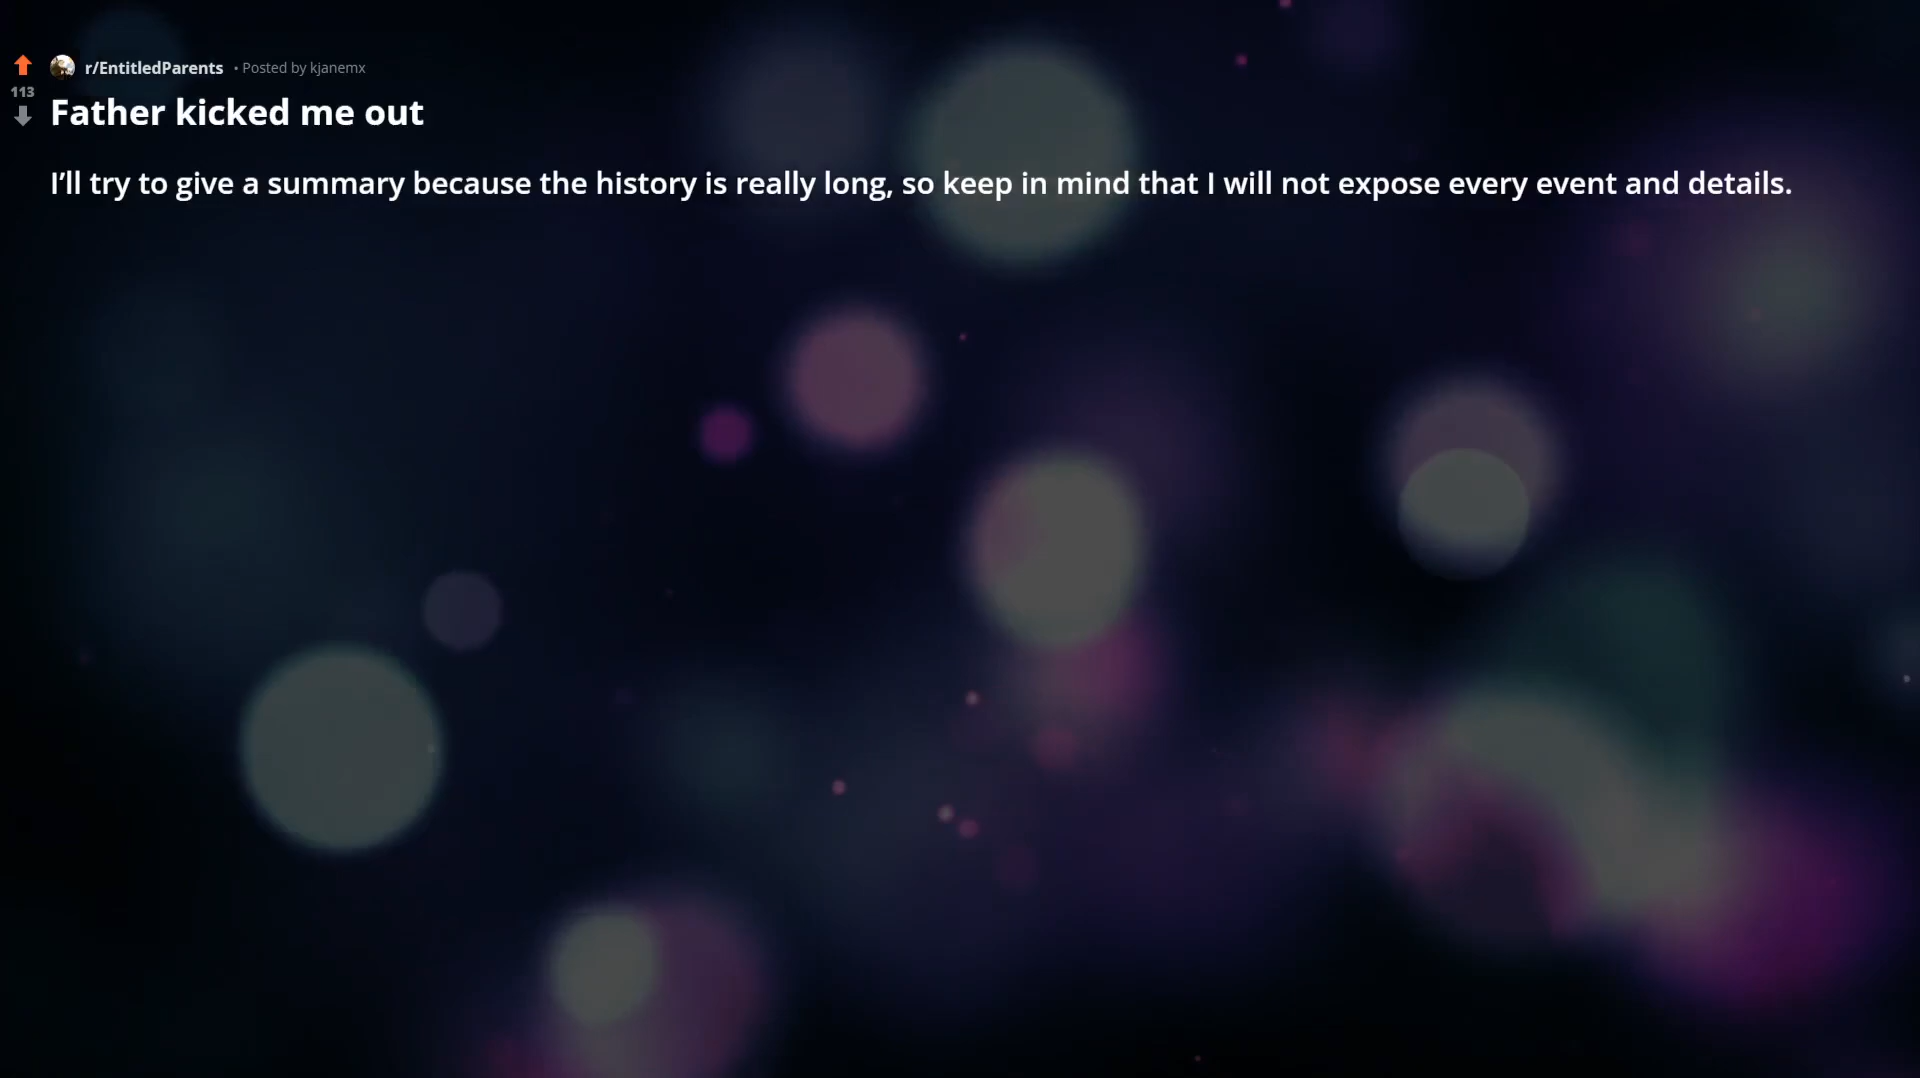 r/EntitledParents • Posted by kjanemx
113
Father kicked me out
I’ll try to give a summary because the history is really long, so keep in mind that I will not expose every event and details.